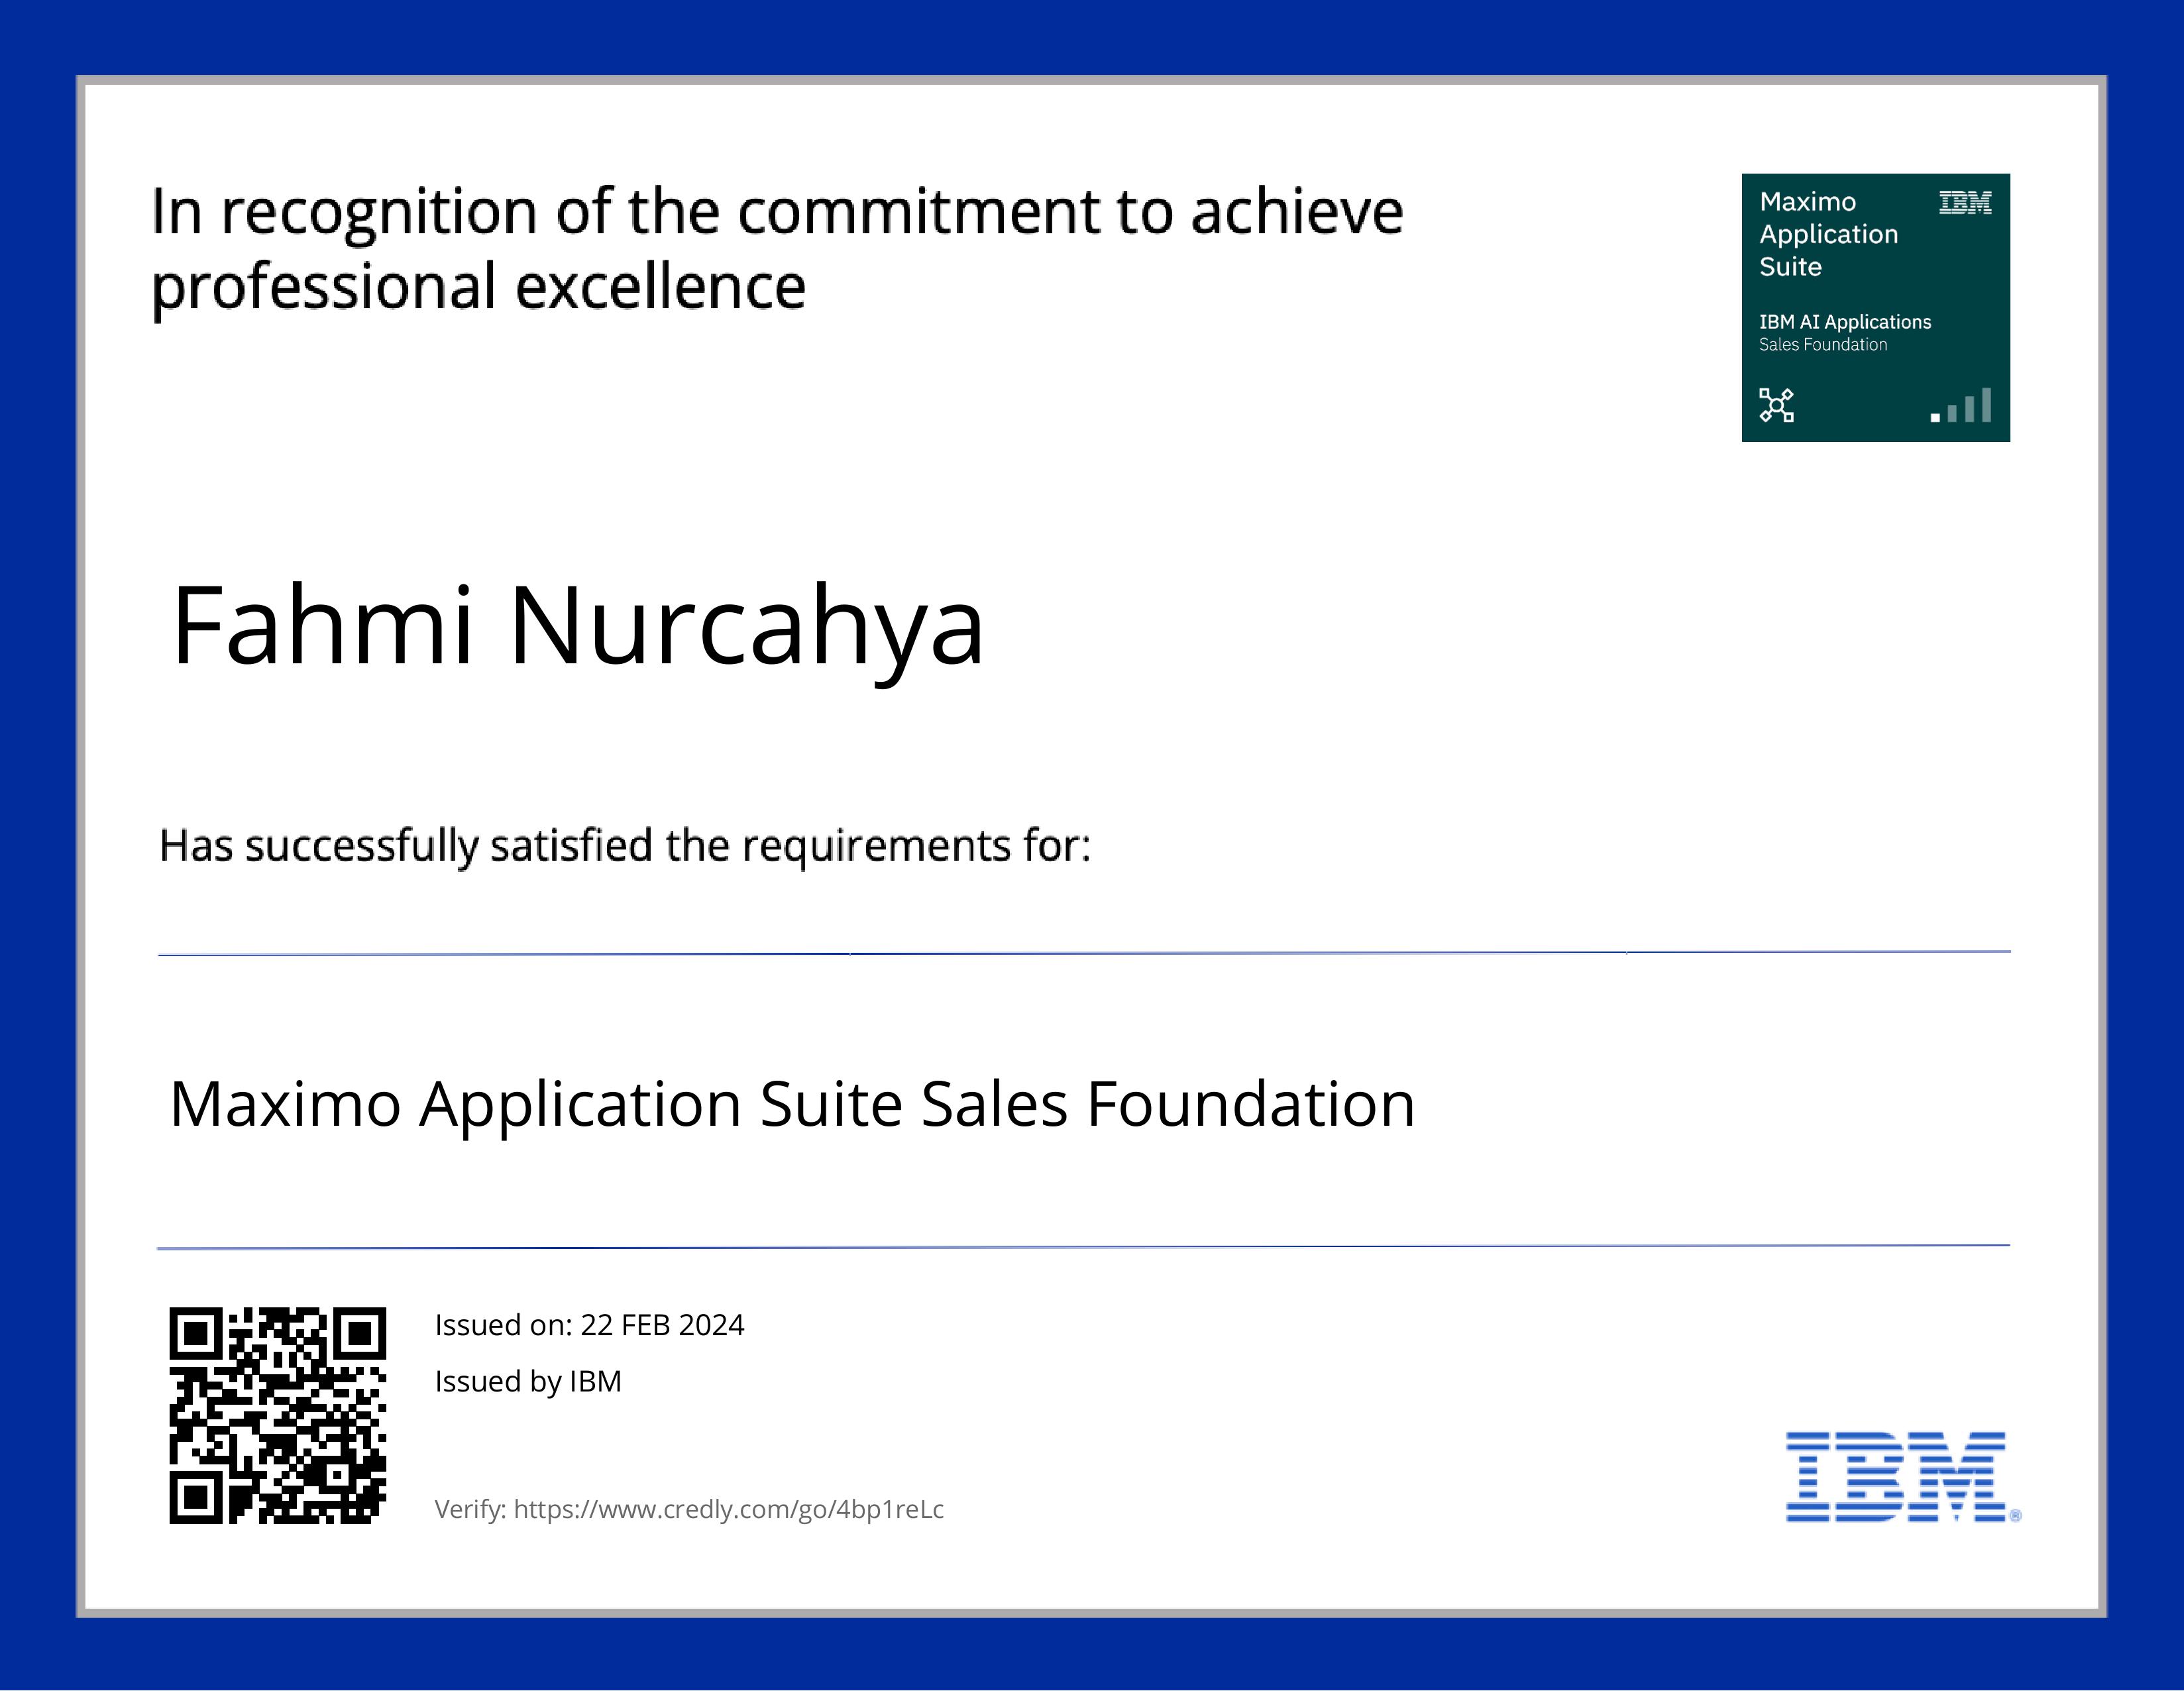 In recognition of the commitment to achieve
professional excellence
Maximo
Application
Suite
IBM
IBM AI Applications
Sales Foundation
Fahmi Nurcahya
Has successfully satisfied the requirements for:
Maximo Application Suite Sales Foundation
Issued on: 22 FEB 2024
Issued by IBM
Verify: https://www.credly.com/go/4bp1reLc
IBM®